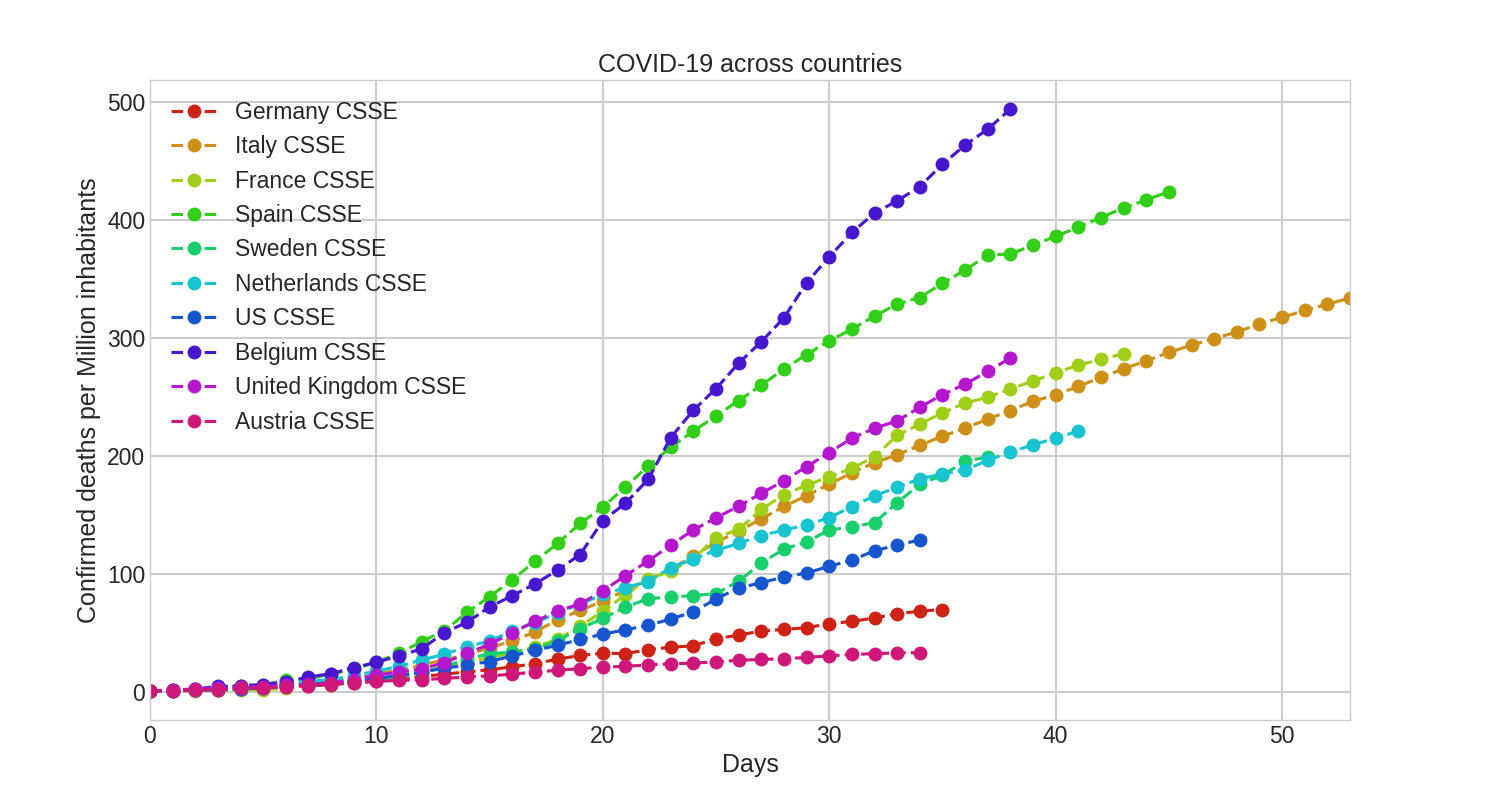 COVID-19 across countries
500
400
300
200
100
0
Confirmed deaths per Million inhabitants
Germany CSSE
Italy CSSE
France CSSE
Spain CSSE
Sweden CSSE
Netherlands CSSE
US CSSE
Belgium CSSE
United Kingdom CSSE
Austria CSSE
0 10 20 30 40 50
Days